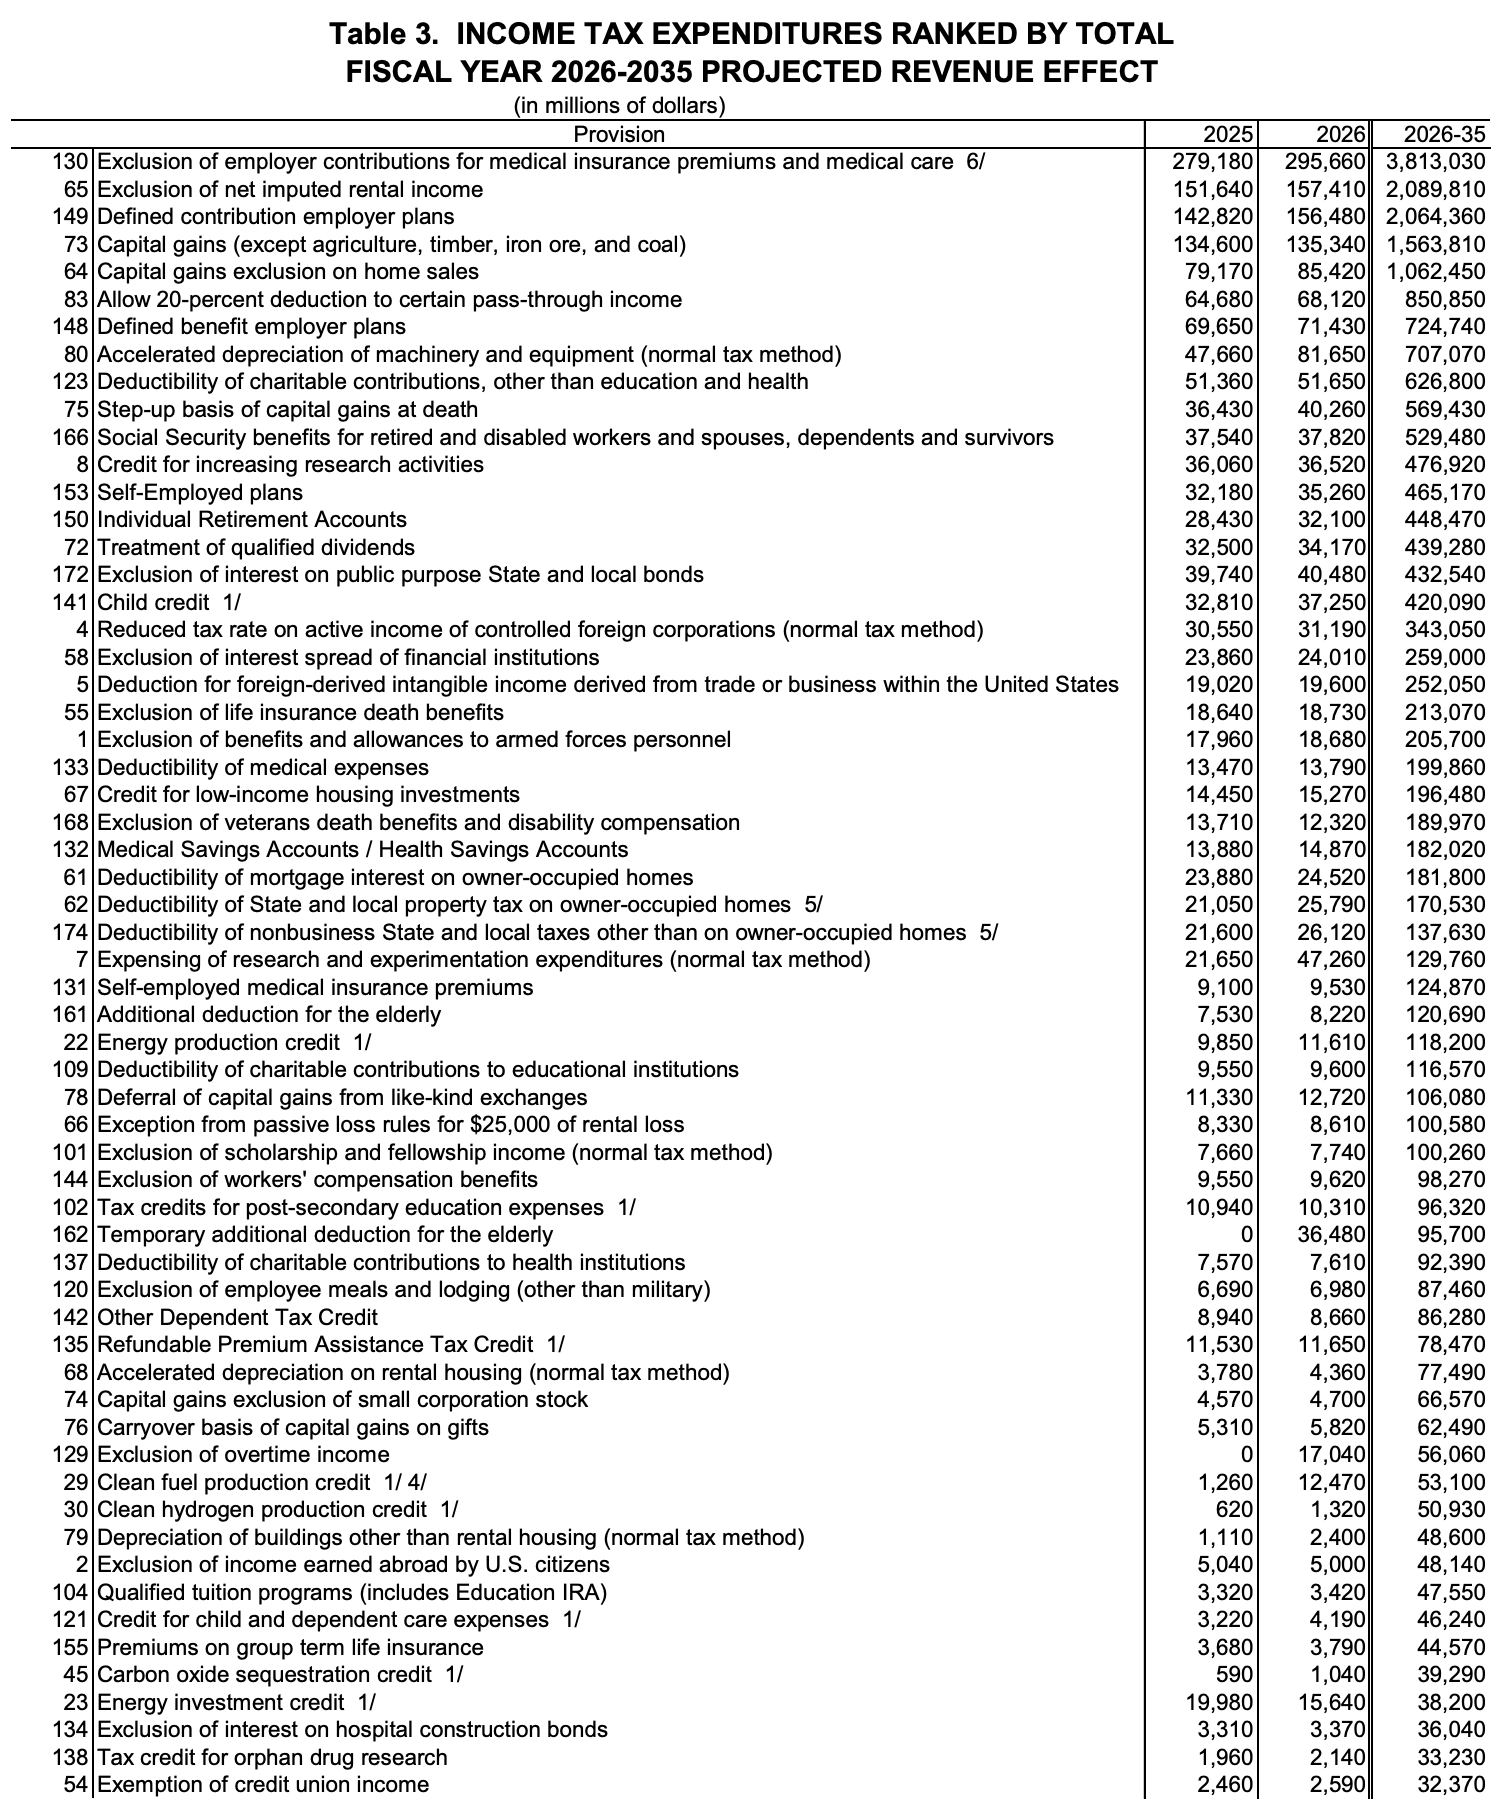 Table 3. INCOME TAX EXPENDITURES RANKED BY TOTAL
FISCAL YEAR 2026-2035 PROJECTED REVENUE EFFECT
(in millions of dollars)
Provision 2025 2026 2026-35
130 Exclusion of employer contributions for medical insurance premiums and medical care 6/ 279,180 295,660 3,813,030
65 Exclusion of net imputed rental income 151,640 157,410 2,089,810
149 Defined contribution employer plans 142,820 156,480 2,064,360
73 Capital gains (except agriculture, timber, iron ore, and coal) 134,600 135,340 1,563,810
64 Capital gains exclusion on home sales 79,170 85,420 1,062,450
83 Allow 20-percent deduction to certain pass-through income 64,680 68,120 850,850
148 Defined benefit employer plans 69,650 71,430 724,740
80 Accelerated depreciation of machinery and equipment (normal tax method) 47,660 81,650 707,070
123 Deductibility of charitable contributions, other than education and health 51,360 51,650 626,800
75 Step-up basis of capital gains at death 36,430 40,260 569,430
166 Social Security benefits for retired and disabled workers and spouses, dependents and survivors 37,540 37,820 529,480
8 Credit for increasing research activities 36,060 36,520 476,920
153 Self-Employed plans 32,180 35,260 465,170
150 Individual Retirement Accounts 28,430 32,100 448,470
72 Treatment of qualified dividends 32,500 34,170 439,280
172 Exclusion of interest on public purpose State and local bonds 39,740 40,480 432,540
141 Child credit 1/ 32,810 37,250 420,090
4 Reduced tax rate on active income of controlled foreign corporations (normal tax method) 30,550 31,190 343,050
58 Exclusion of interest spread of financial institutions 23,860 24,010 259,000
5 Deduction for foreign-derived intangible income derived from trade or business within the United States 19,020 19,600 252,050
55 Exclusion of life insurance death benefits 18,640 18,730 213,070
1 Exclusion of benefits and allowances to armed forces personnel 17,960 18,680 205,700
133 Deductibility of medical expenses 13,470 13,790 199,860
67 Credit for low-income housing investments 14,450 15,270 196,480
168 Exclusion of veterans death benefits and disability compensation 13,710 12,320 189,970
132 Medical Savings Accounts / Health Savings Accounts 13,880 14,870 182,020
61 Deductibility of mortgage interest on owner-occupied homes 23,880 24,520 181,800
62 Deductibility of State and local property tax on owner-occupied homes 5/ 21,050 25,790 170,530
174 Deductibility of nonbusiness State and local taxes other than on owner-occupied homes 5/ 21,600 26,120 137,630
7 Expensing of research and experimentation expenditures (normal tax method) 21,650 47,260 129,760
131 Self-employed medical insurance premiums 9,100 9,530 124,870
161 Additional deduction for the elderly 7,530 8,220 120,690
22 Energy production credit 1/ 9,850 11,610 118,200
109 Deductibility of charitable contributions to educational institutions 9,550 9,600 116,570
78 Deferral of capital gains from like-kind exchanges 11,330 12,720 106,080
66 Exception from passive loss rules for $25,000 of rental loss 8,330 8,610 100,580
101 Exclusion of scholarship and fellowship income (normal tax method) 7,660 7,740 100,260
144 Exclusion of workers' compensation benefits 9,550 9,620 98,270
102 Tax credits for post-secondary education expenses 1/ 10,940 10,310 96,320
162 Temporary additional deduction for the elderly 0 36,480 95,700
137 Deductibility of charitable contributions to health institutions 7,570 7,610 92,390
120 Exclusion of employee meals and lodging (other than military) 6,690 6,980 87,460
142 Other Dependent Tax Credit 8,940 8,660 86,280
135 Refundable Premium Assistance Tax Credit 1/ 11,530 11,650 78,470
68 Accelerated depreciation on rental housing (normal tax method) 3,780 4,360 77,490
74 Capital gains exclusion of small corporation stock 4,570 4,700 66,570
76 Carryover basis of capital gains on gifts 5,310 5,820 62,490
129 Exclusion of overtime income 0 17,040 56,060
29 Clean fuel production credit 1/ 4/ 1,260 12,470 53,100
30 Clean hydrogen production credit 1/ 620 1,320 50,930
79 Depreciation of buildings other than rental housing (normal tax method) 1,110 2,400 48,600
2 Exclusion of income earned abroad by U.S. citizens 5,040 5,000 48,140
104 Qualified tuition programs (includes Education IRA) 3,320 3,420 47,550
121 Credit for child and dependent care expenses 1/ 3,220 4,190 46,240
155 Premiums on group term life insurance 3,680 3,790 44,570
45 Carbon oxide sequestration credit 1/ 590 1,040 39,290
23 Energy investment credit 1/ 19,980 15,640 38,200
134 Exclusion of interest on hospital construction bonds 3,310 3,370 36,040
138 Tax credit for orphan drug research 1,960 2,140 33,230
54 Exemption of credit union income 2,460 2,590 32,370